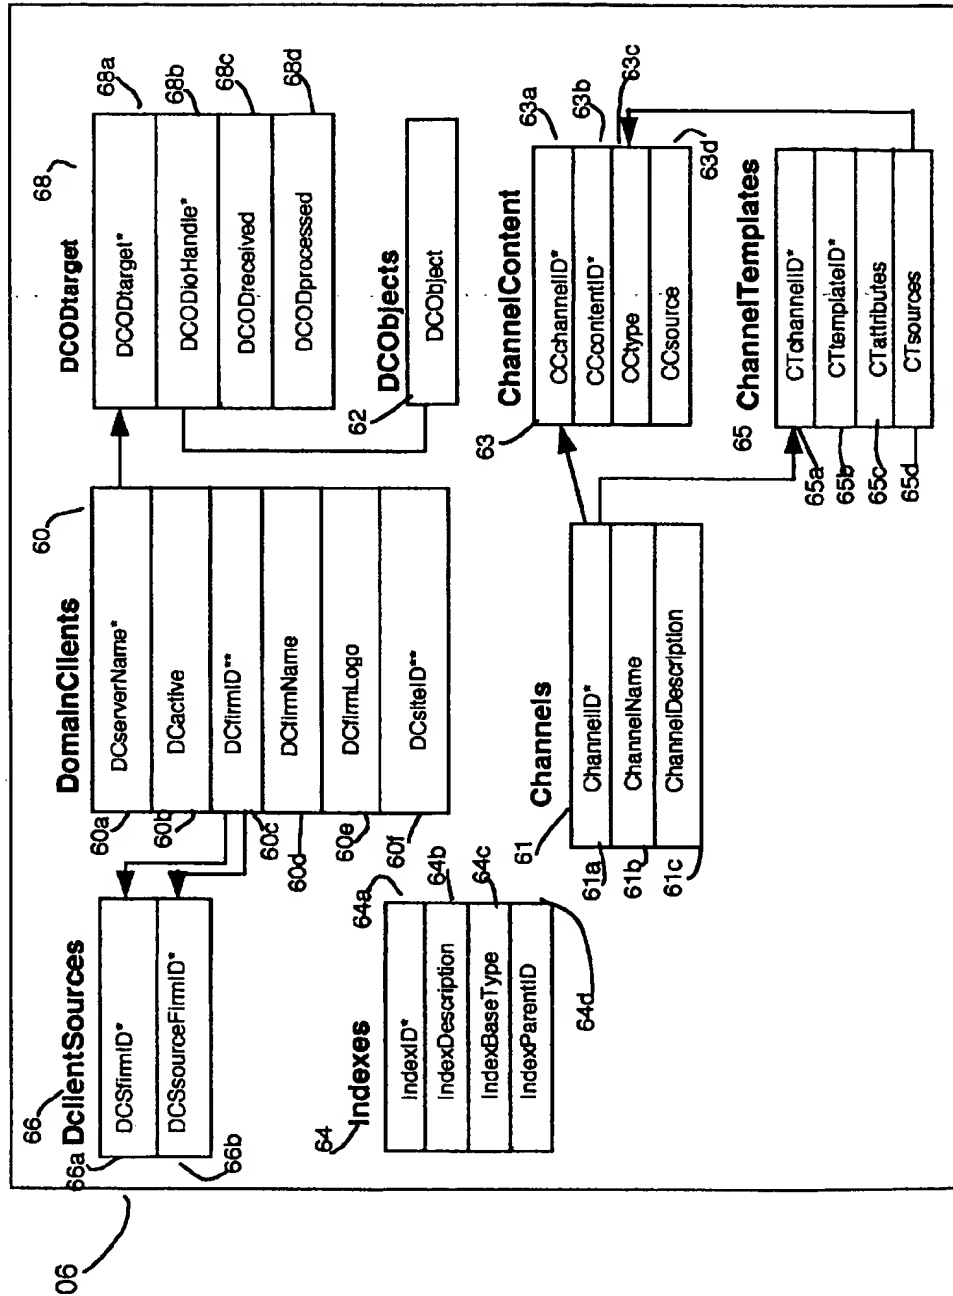 66
DclientSources
66a
DCSfirmID*
DCSsourceFirmID*
66b
DomainClients
60
60a
DCserverName*
60b
DCactive
60c
DCfirmID**
60d
DCfirmName
60e
DCfirmLogo
60f
DCsiteID**
DCODtarget
68
DCODtarget*
68a
DCODioHandle*
68b
DCODreceived
68c
DCODprocessed
68d
DCObjects
62
DCObject
64
Indexes
IndexID*
64a
IndexDescription
64b
IndexBaseType
64c
IndexParentID
64d
Channels
61
61a
ChannelID*
61b
ChannelName
61c
ChannelDescription
ChannelContent
63
CCchannelID*
63a
CCcontentID*
63b
CCtype
63c
CCsource
63d
65
ChannelTemplates
65a
CTchannelID*
65b
CTtemplateID*
65c
CTattributes
65d
CTsources
06